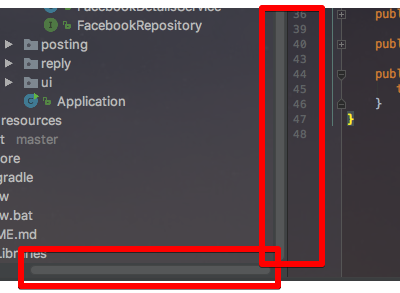 FacebookDetailsService
FacebookRepository
posting
reply
ui
Application
resources
t master
ore
gradle
w
w.bat
ME.md
Libraries
36 publ
39
40 publ
43
44 publ
45 t
46 }
47 }
48